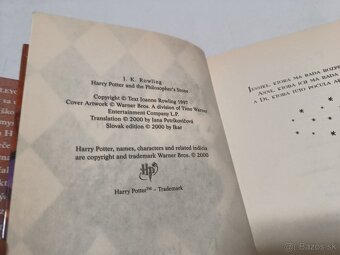 J. K. Rowling
Harry Potter and the Philosopher's Stone
Copyright © Text Joanne Rowling 1997
Cover Artwork © Warner Bros. A division of Time Warner
Entertainment Company L.P.
Translation © 2000 by Jana Petrikovičová
Slovak edition © 2000 by Ikar
Harry Potter, names, characters and related indicia
are copyright and trademark Warner Bros. © 2000
HP
Harry Potter™ – Trademark
JESSIKE, KTORÁ MÁ RADA
ANNE, KTORÁ ICH MÁ RADA
A DI, KTORÁ TÚTO POČULA AKO
Bazos.sk